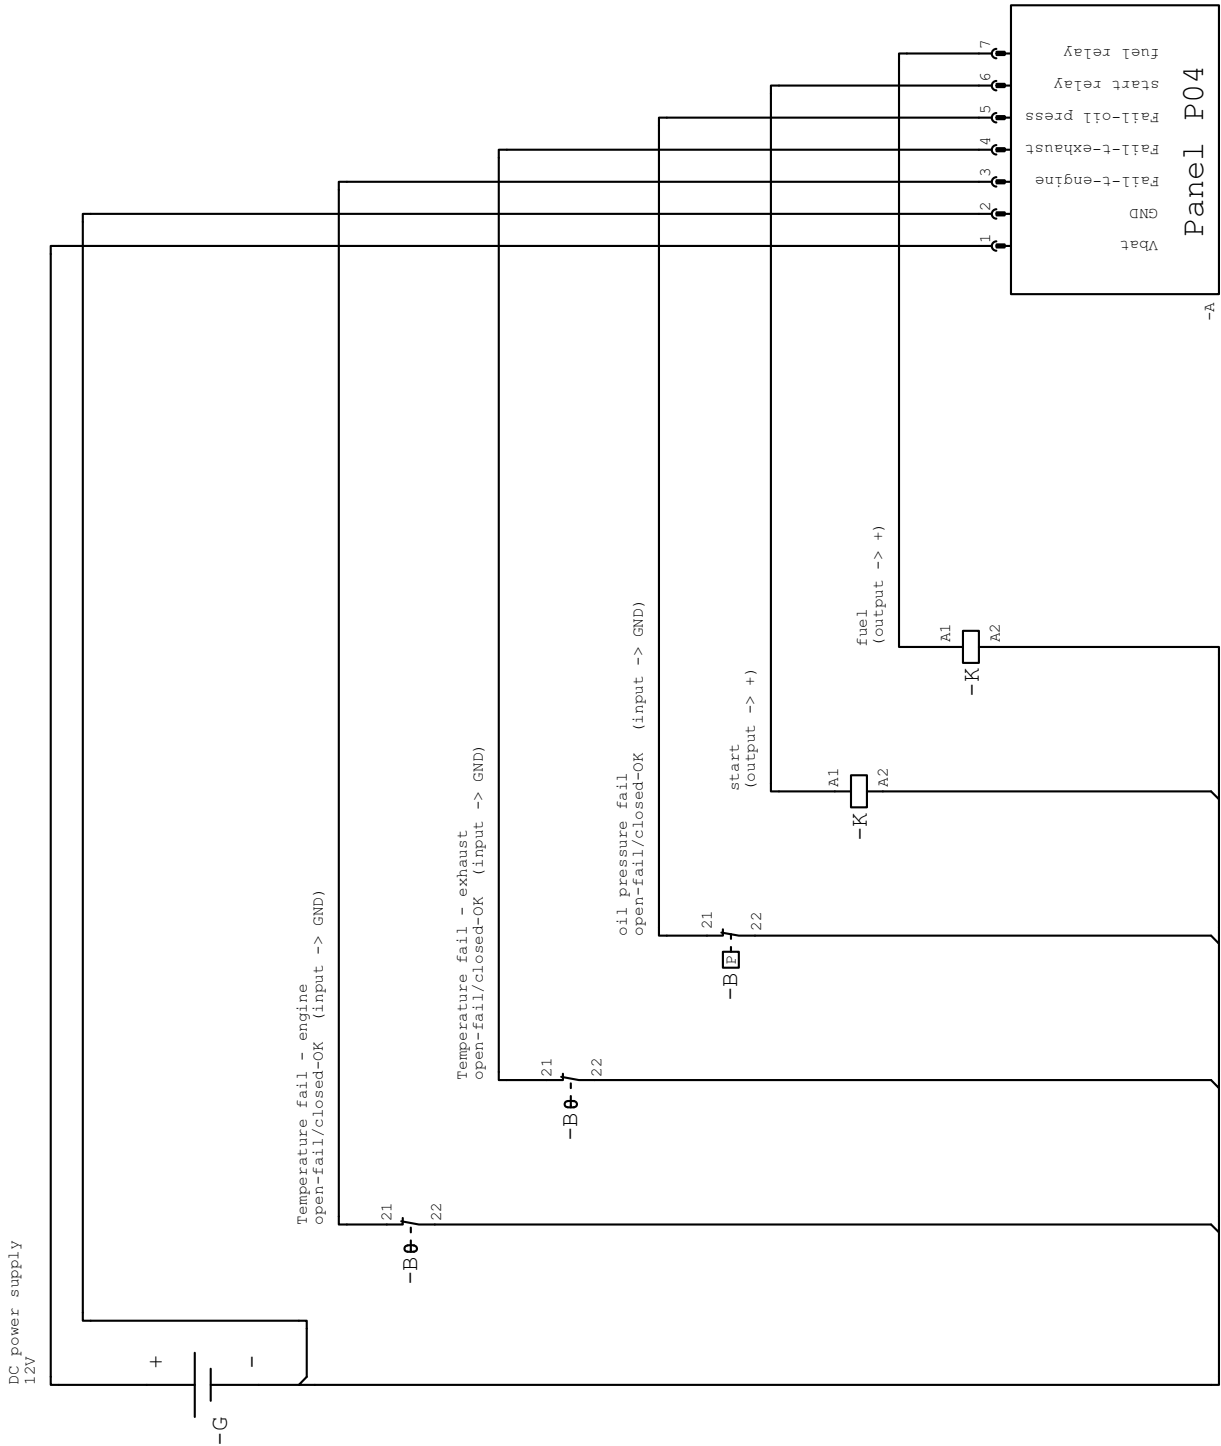 DC power supply
12V
+
-
-G
Temperature fail - engine
open-fail/closed-OK (input -> GND)
21
22
-B
Temperature fail - exhaust
open-fail/closed-OK (input -> GND)
21
22
-B
oil pressure fail
open-fail/closed-OK (input -> GND)
21
22
-B
P
start
(output -> +)
A1
A2
-K
fuel
(output -> +)
A1
A2
-K
1
Vbat
2
GND
3
Fail-t-engine
4
Fail-t-exhaust
5
Fail-oil press
6
start relay
7
fuel relay
Panel P04
-A